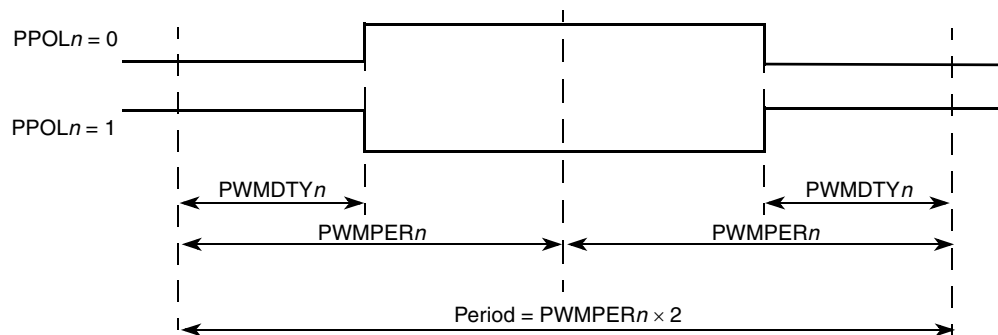 PPOLn = 0
PPOLn = 1
PWMDTYn
PWMDTYn
PWMPERn
PWMPERn
Period = PWMPERn × 2